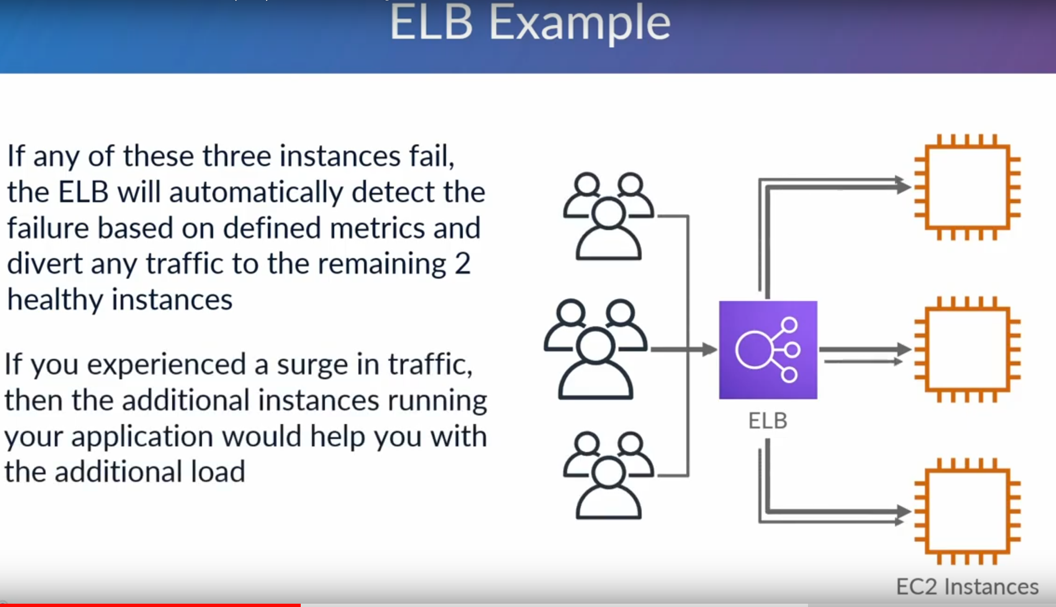 ELB Example
If any of these three instances fail,
the ELB will automatically detect the
failure based on defined metrics and
divert any traffic to the remaining 2
healthy instances
If you experienced a surge in traffic,
then the additional instances running
your application would help you with
the additional load
ELB
EC2 Instances